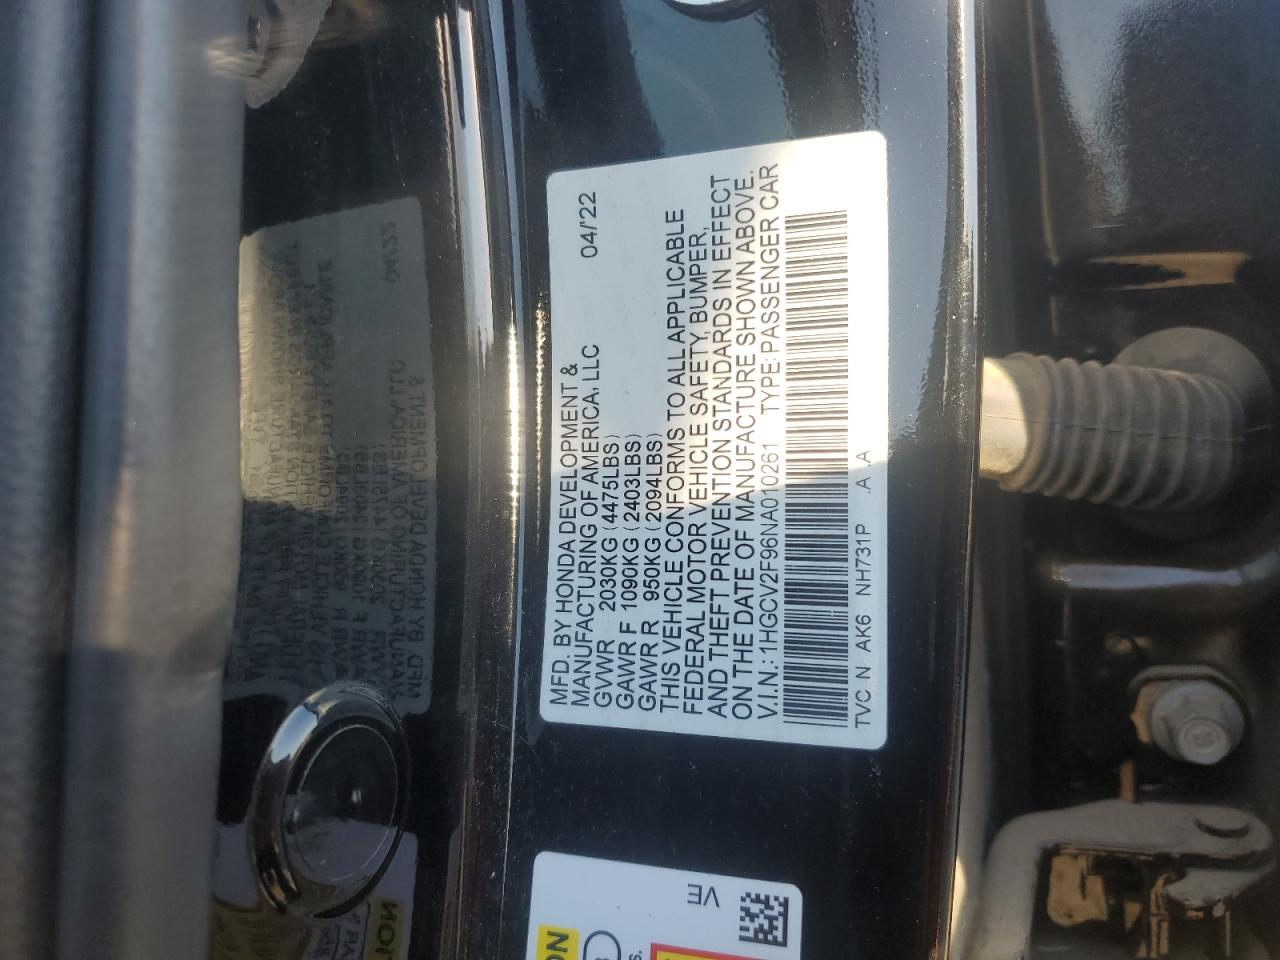 MFD. BY HONDA DEVELOPMENT &
MANUFACTURING OF AMERICA, LLC 04/'22
GVWR 2030KG (4475LBS)
GAWR F 1090KG (2403LBS)
GAWR R 950KG (2094LBS)
THIS VEHICLE CONFORMS TO ALL APPLICABLE
FEDERAL MOTOR VEHICLE SAFETY, BUMPER,
AND THEFT PREVENTION STANDARDS IN EFFECT
ON THE DATE OF MANUFACTURE SHOWN ABOVE.
V.I.N.: 1HGCV2F96NA010261 TYPE: PASSENGER CAR
TVC N AK6 NH731P .A A
VE